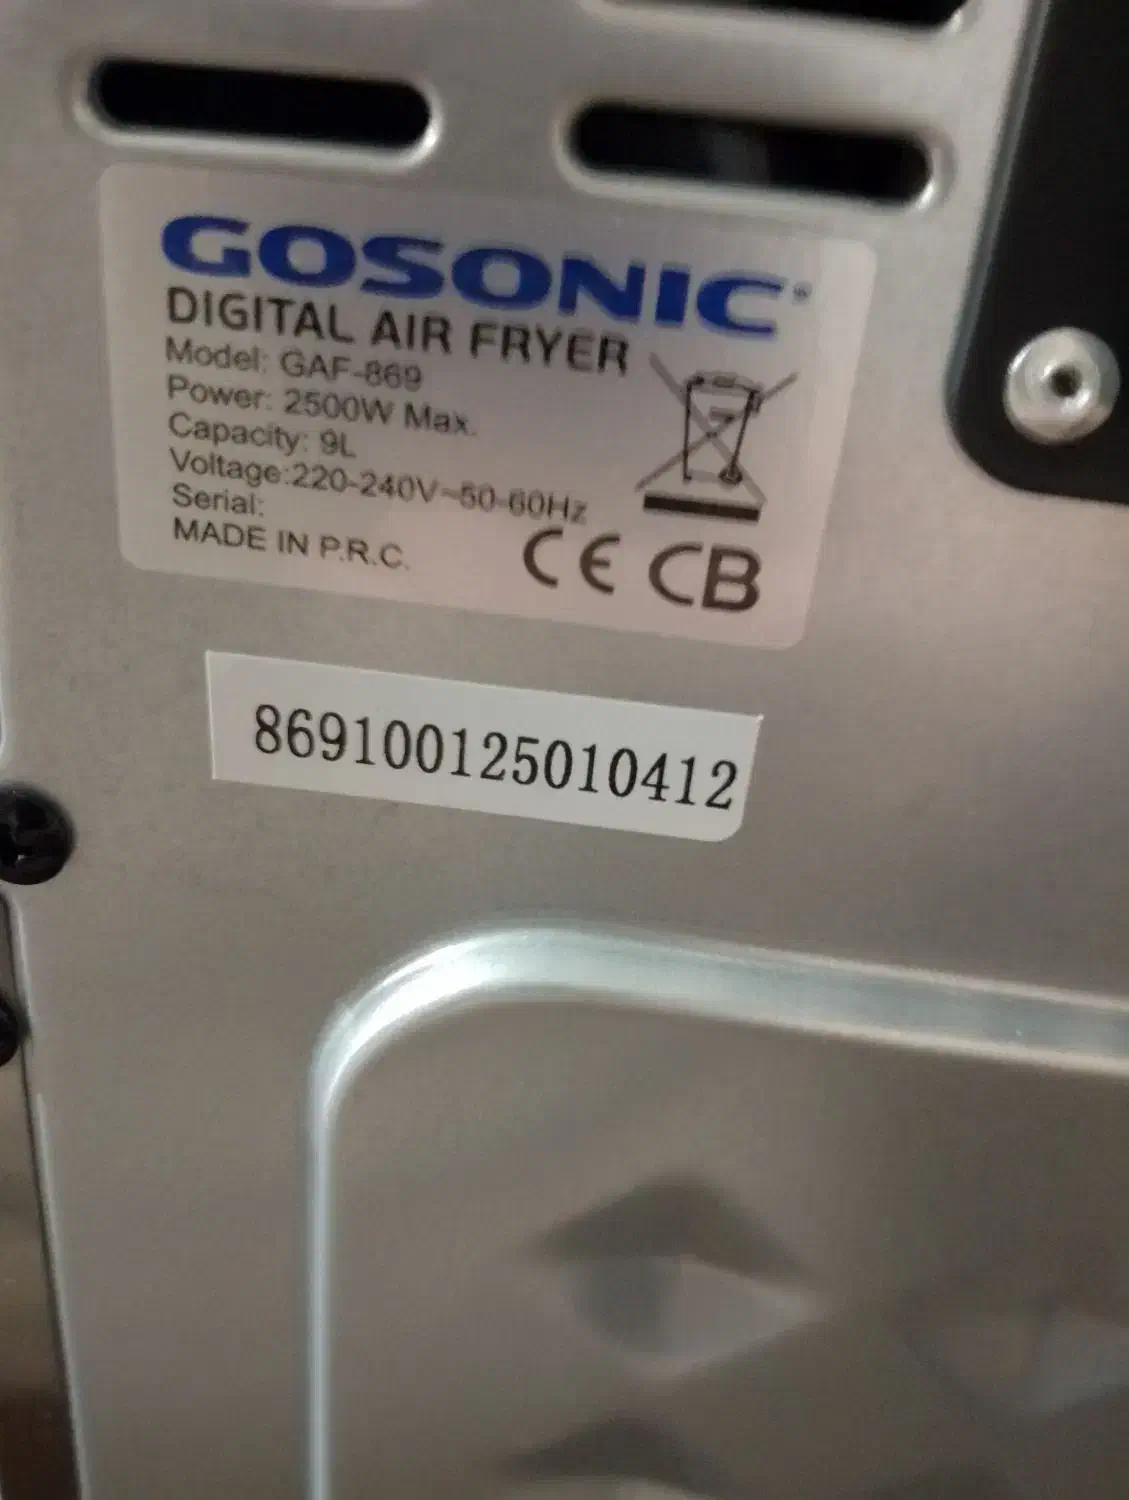 GOSONIC®
DIGITAL AIR FRYER
Model: GAF-869
Power: 2500W Max.
Capacity: 9L
Voltage:220-240V~50-60Hz
Serial:
MADE IN P.R.C.
CE CB
869100125010412